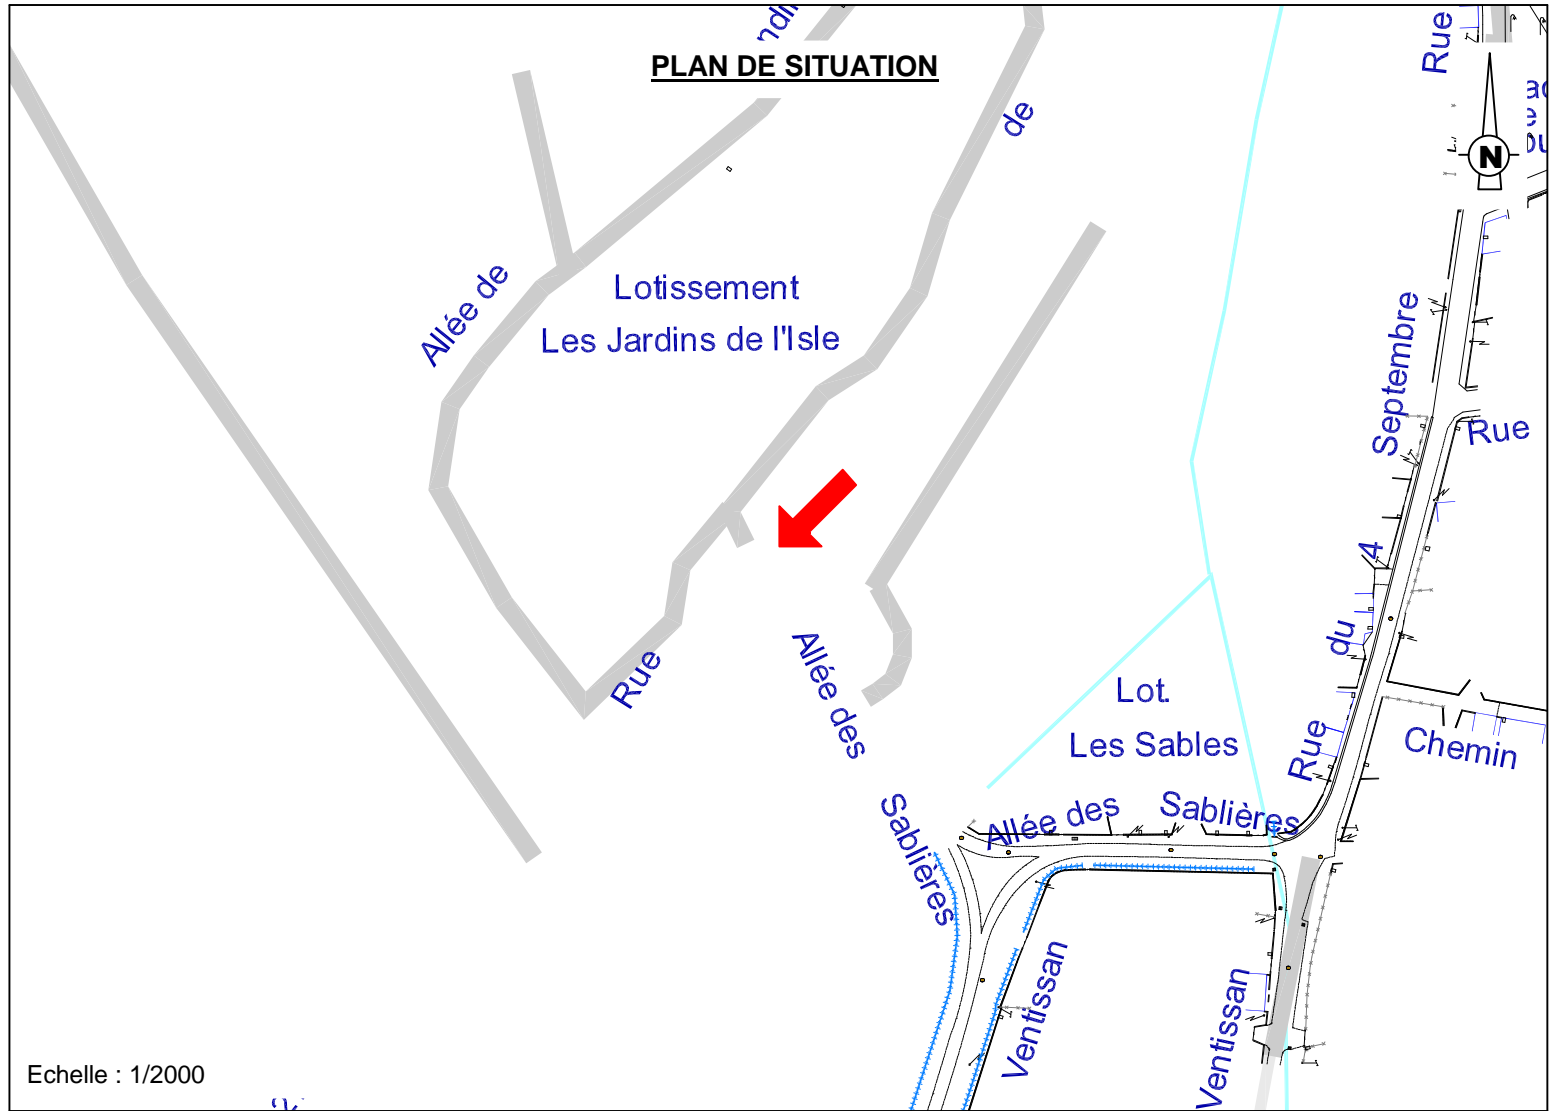 PLAN DE SITUATION
Rue
de
N
Allée de
Lotissement
Les Jardins de l'Isle
Septembre
Rue
4
du
Rue
Rue
Allée des
Sablières
Lot.
Les Sables
Chemin
Allée des Sablières
Ventissan
Ventissan
Echelle : 1/2000